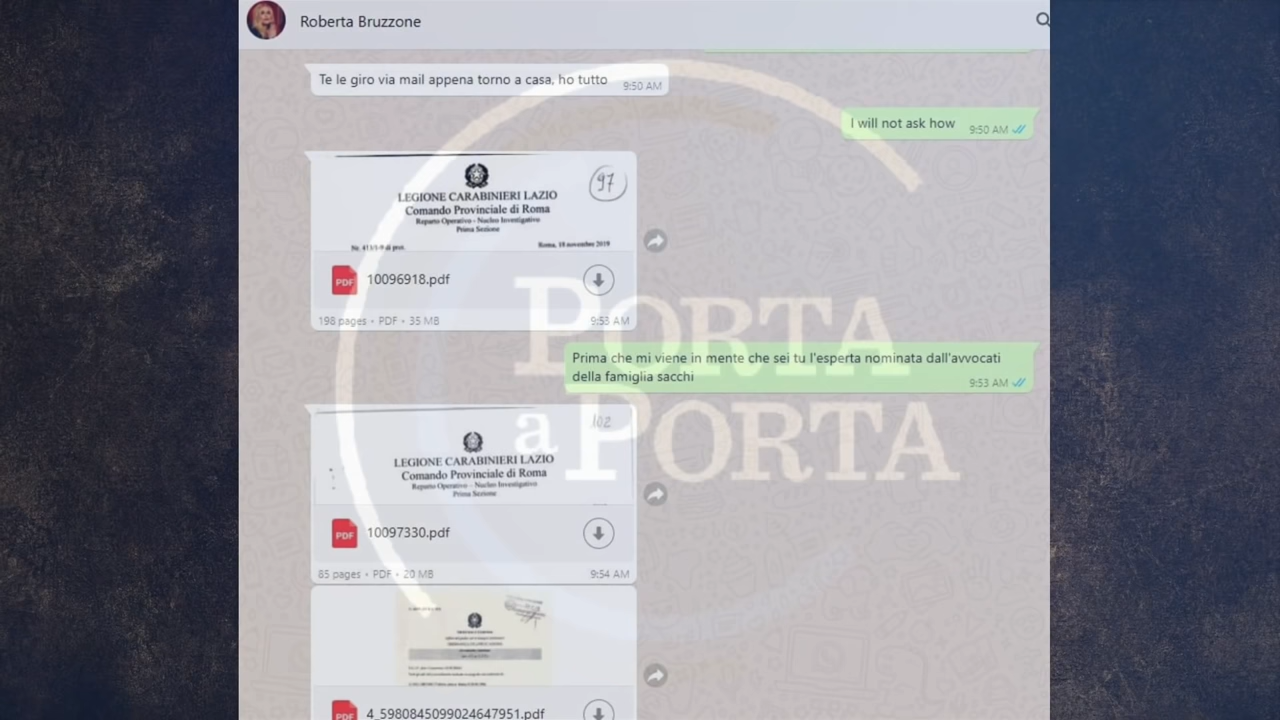 Roberta Bruzzone
Te le giro via mail appena torno a casa, ho tutto
9:50 AM
I will not ask how
9:50 AM
97
LEGIONE CARABINIERI LAZIO
Comando Provinciale di Roma
Reparto Operativo - Nucleo Investigativo
Prima Sezione
Roma, 18 novembre 2019
PDF
10096918.pdf
198 pages • PDF • 35 MB
9:53 AM
PORTA
a PORTA
Prima che mi viene in mente che sei tu l'esperta nominata dall'avvocati
della famiglia sacchi
9:53 AM
102
LEGIONE CARABINIERI LAZIO
Comando Provinciale di Roma
Reparto Operativo - Nucleo Investigativo
Prima Sezione
PDF
10097330.pdf
85 pages • PDF • 20 MB
9:54 AM
PDF
4_5980845099024647951.pdf